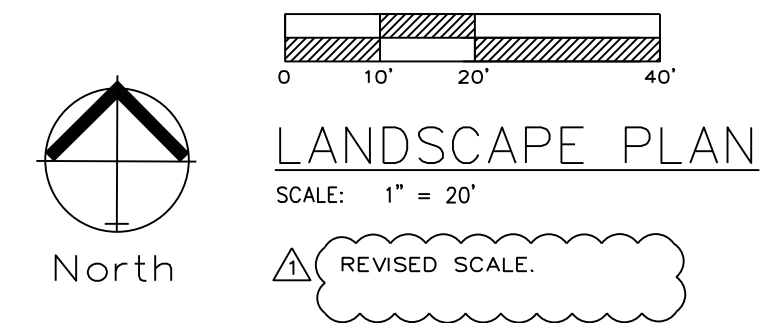 0 10' 20' 40'
LANDSCAPE PLAN
SCALE: 1" = 20'
North
1 REVISED SCALE.